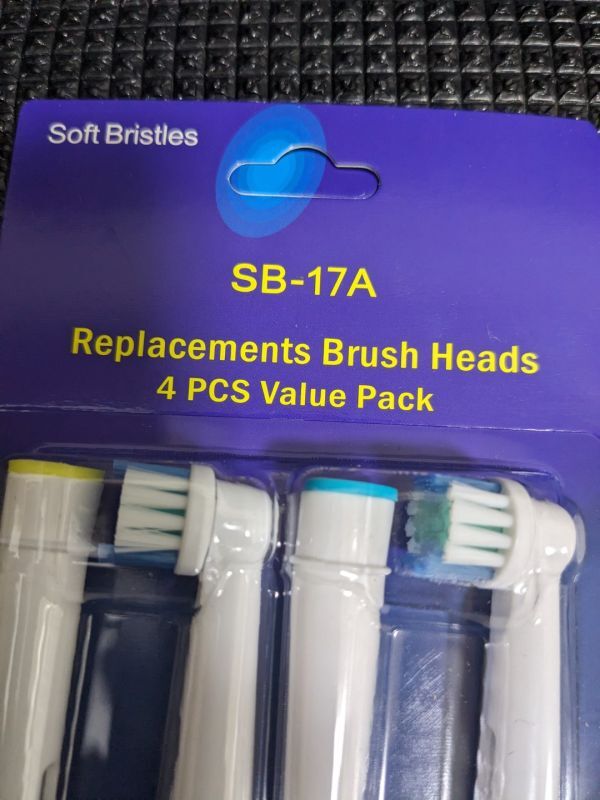 Soft Bristles
SB-17A
Replacements Brush Heads
4 PCS Value Pack